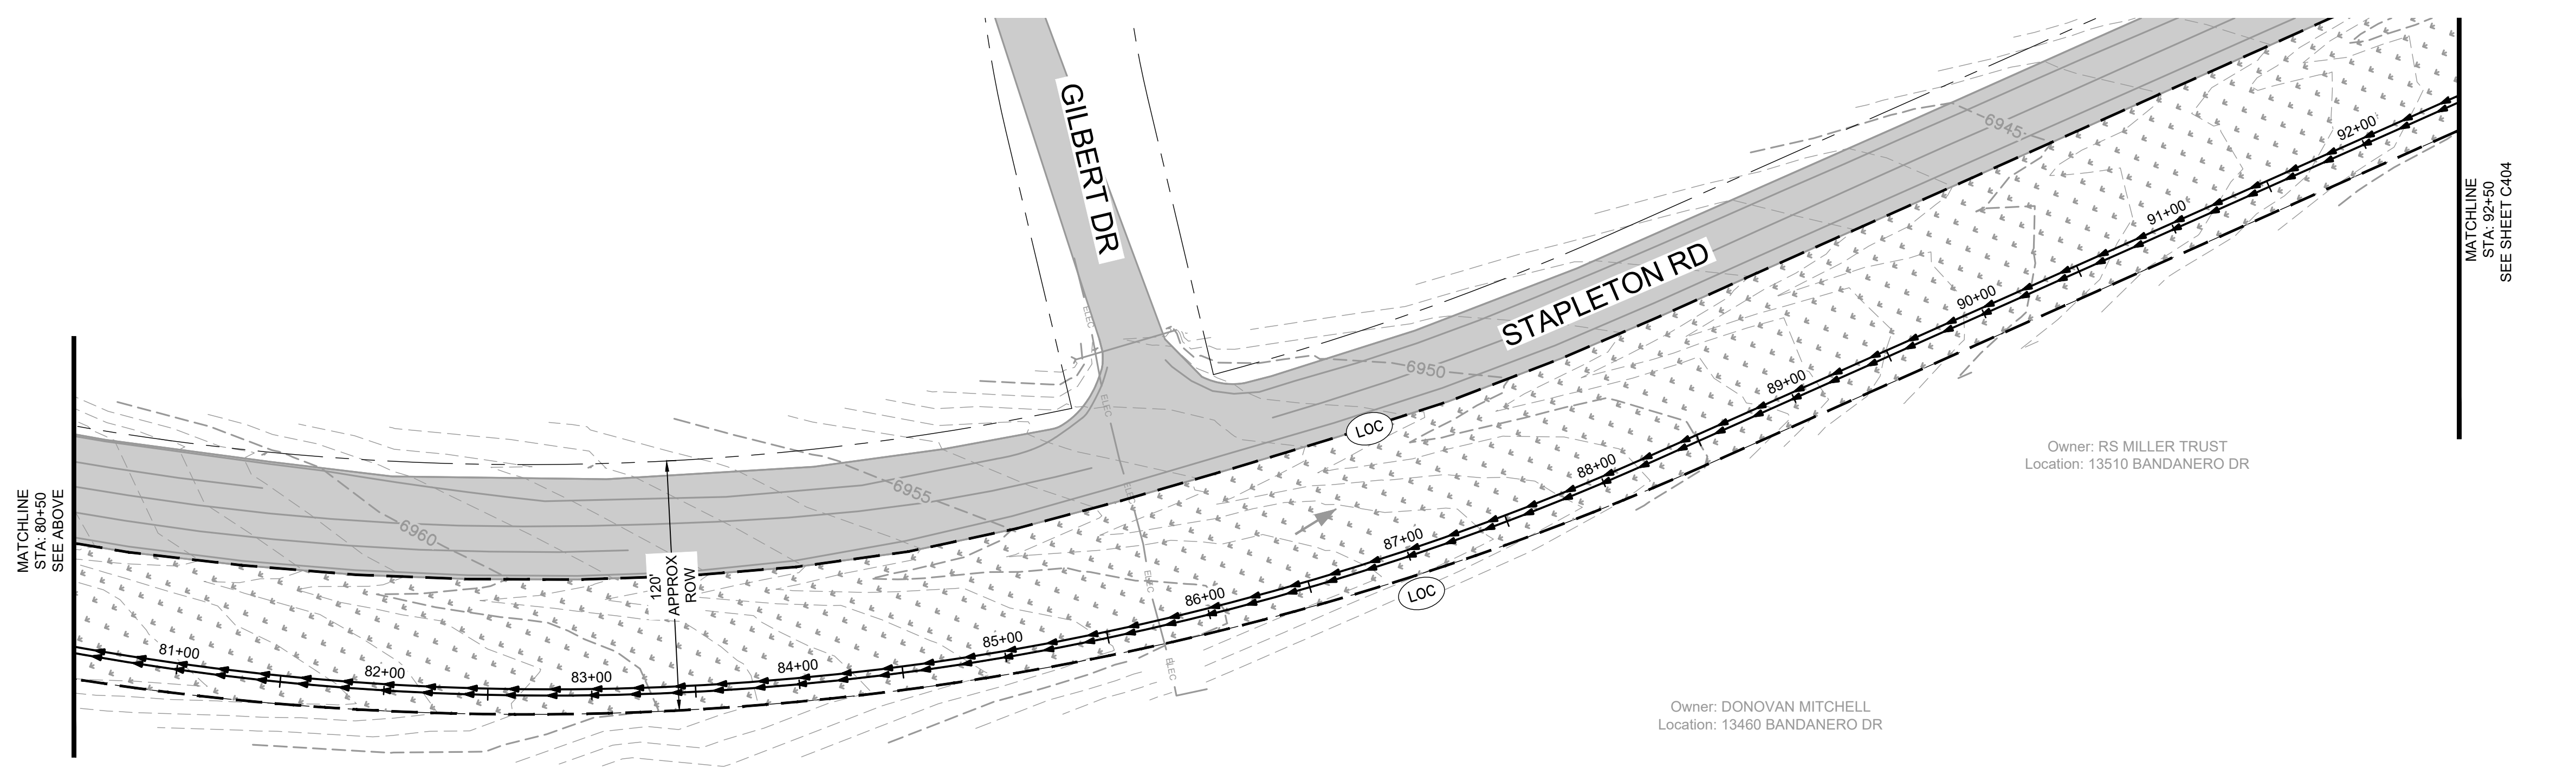 GILBERT DR
STAPLETON RD
6945
6950
6955
6960
ELEC
ELEC
ELEC
ELEC
ELEC
LOC
LOC
120'
APPROX
ROW
81+00
82+00
83+00
84+00
85+00
86+00
87+00
88+00
89+00
90+00
91+00
92+00
MATCHLINE
STA: 80+50
SEE ABOVE
MATCHLINE
STA: 92+50
SEE SHEET C404
Owner: RS MILLER TRUST
Location: 13510 BANDANERO DR
Owner: DONOVAN MITCHELL
Location: 13460 BANDANERO DR